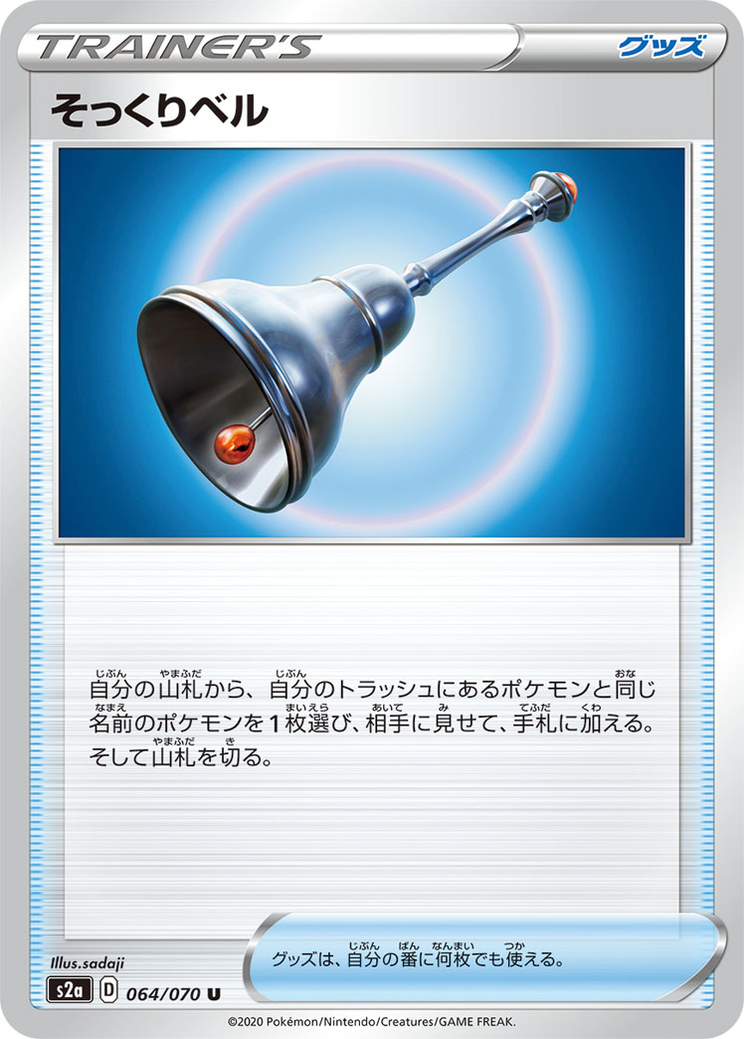 TRAINER'S グッズ
そっくりベル
自分の山札から、自分のトラッシュにあるポケモンと同じ
名前のポケモンを1枚選び、相手に見せて、手札に加える。
そして山札を切る。
Illus.sadaji
グッズは、自分の番に何枚でも使える。
s2a D 064/070 U
©2020 Pokémon/Nintendo/Creatures/GAME FREAK.